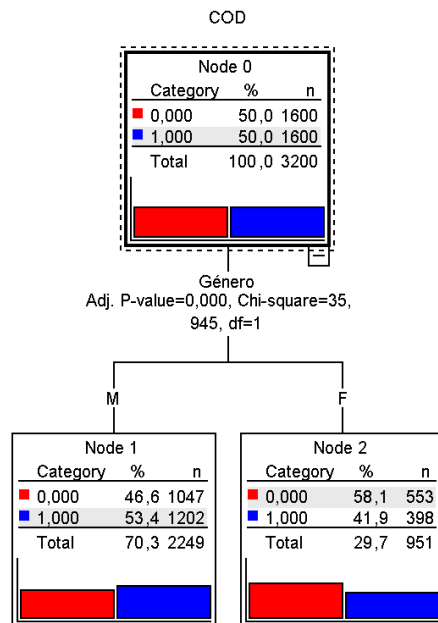 COD
Node 0
Category % n
0,000 50,0 1600
1,000 50,0 1600
Total 100,0 3200
Género
Adj. P-value=0,000, Chi-square=35,
945, df=1
M F
Node 1
Category % n
0,000 46,6 1047
1,000 53,4 1202
Total 70,3 2249
Node 2
Category % n
0,000 58,1 553
1,000 41,9 398
Total 29,7 951